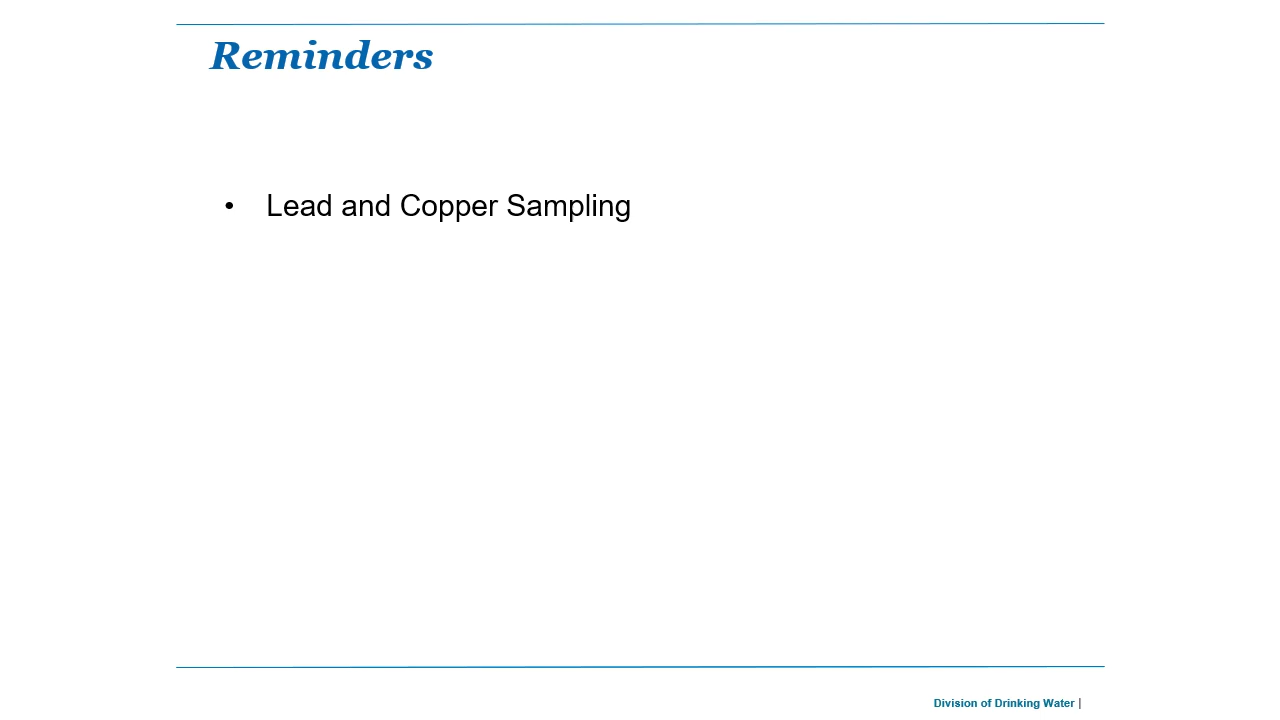 Reminders
• Lead and Copper Sampling
Division of Drinking Water |